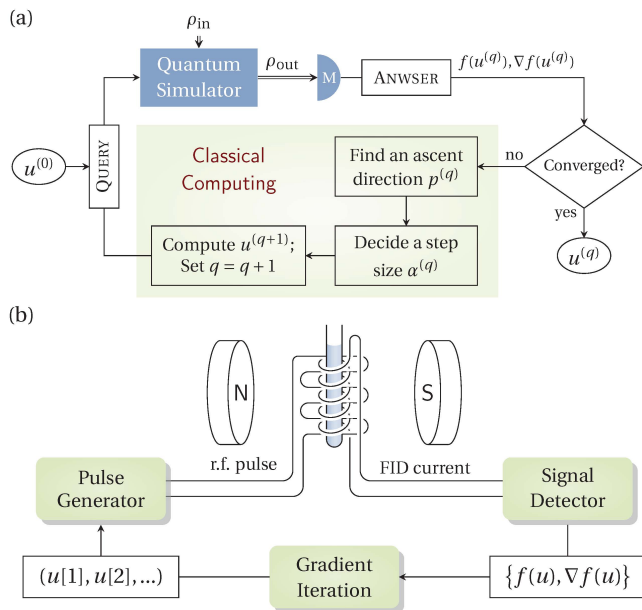 (a)
ρin
Quantum
Simulator
ρout
M
ANWSER
f(u^(q)), ∇f(u^(q))
u^(0)
QUERY
Classical
Computing
Find an ascent
direction p^(q)
no
Converged?
yes
Compute u^(q+1);
Set q = q + 1
Decide a step
size α^(q)
u^(q)
(b)
N
S
r.f. pulse
FID current
Pulse
Generator
Signal
Detector
(u[1], u[2], ...)
Gradient
Iteration
{f(u), ∇f(u)}